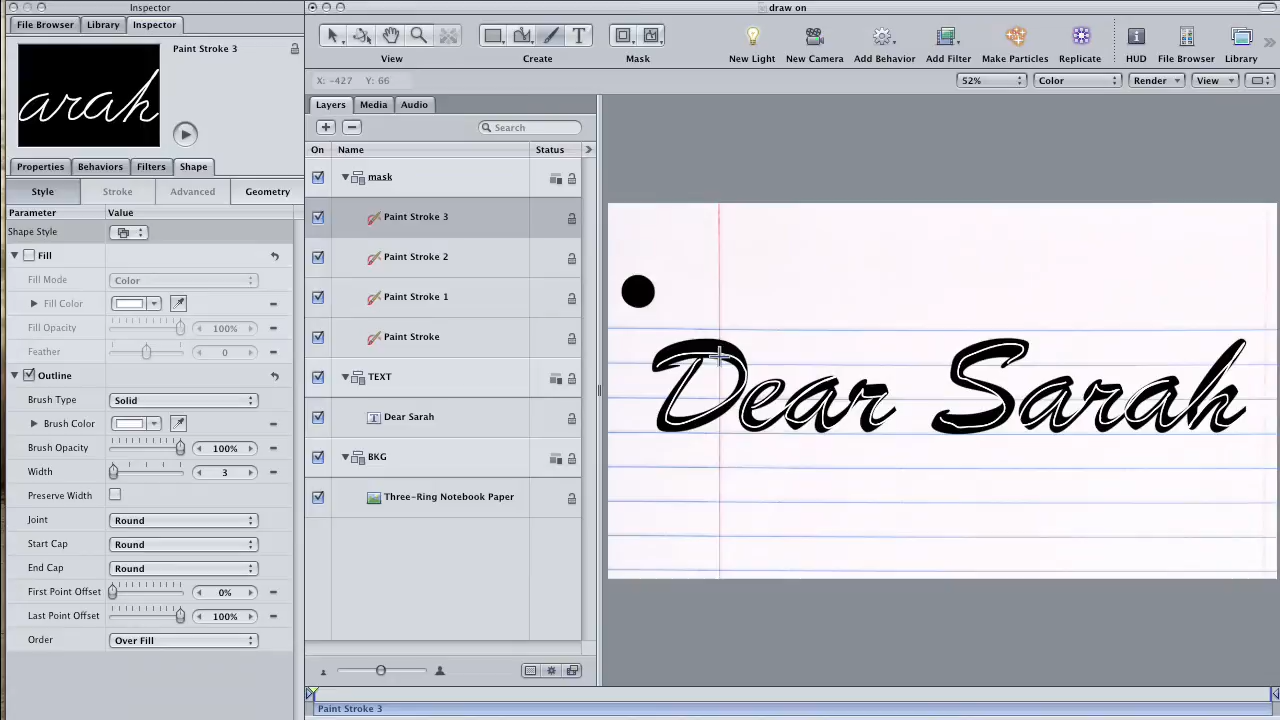 Inspector
draw on
File Browser Library Inspector
Paint Stroke 3
arah
View Create Mask New Light New Camera Add Behavior Add Filter Make Particles Replicate HUD File Browser Library
X: -427 Y: 66
52% Color Render View
Layers Media Audio
Search
Properties Behaviors Filters Shape
Style Stroke Advanced Geometry
Parameter Value
Shape Style
Fill
Fill Mode Color
Fill Color
Fill Opacity 100%
Feather 0
Outline
Brush Type Solid
Brush Color
Brush Opacity 100%
Width 3
Preserve Width
Joint Round
Start Cap Round
End Cap Round
First Point Offset 0%
Last Point Offset 100%
Order Over Fill
On Name Status
mask
Paint Stroke 3
Paint Stroke 2
Paint Stroke 1
Paint Stroke
TEXT
Dear Sarah
BKG
Three-Ring Notebook Paper
Dear Sarah
Paint Stroke 3